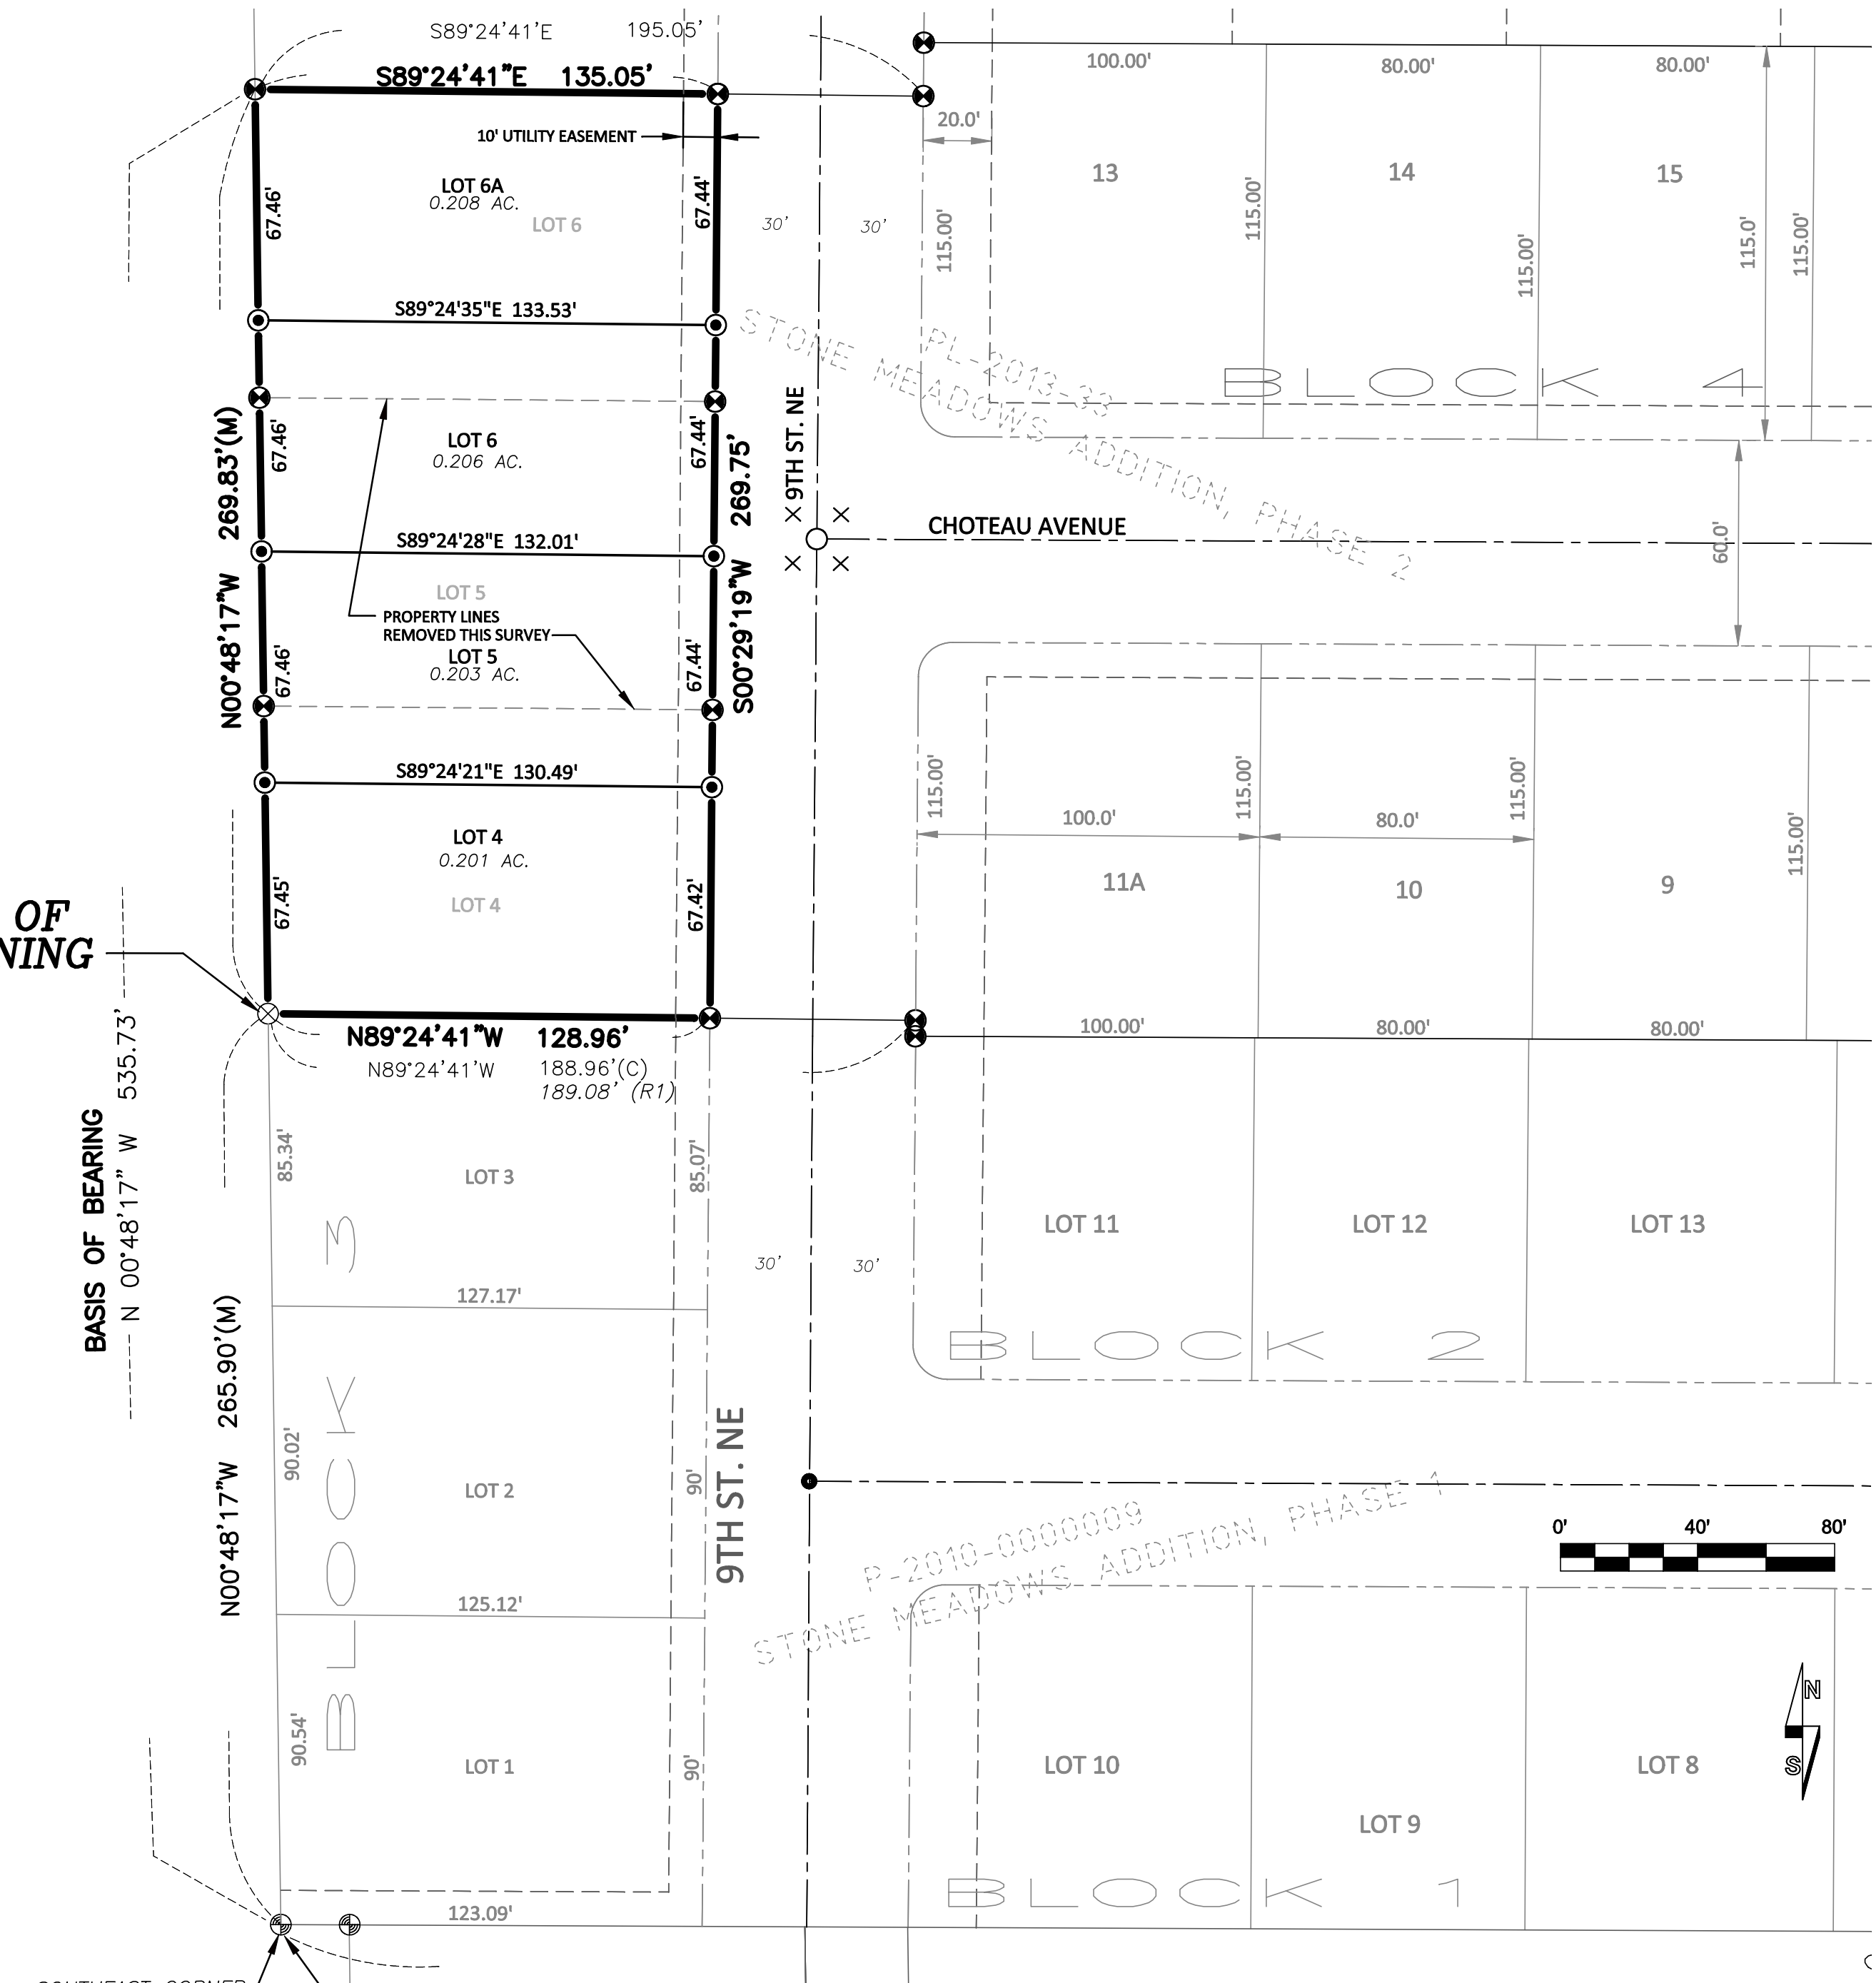 S89°24'41'E 195.05'
S89°24'41"E 135.05'
10' UTILITY EASEMENT
LOT 6A
0.208 AC.
LOT 6
67.46'
67.44'
S89°24'35"E 133.53'
LOT 6
0.206 AC.
67.46'
67.44'
S89°24'28"E 132.01'
LOT 5
PROPERTY LINES
REMOVED THIS SURVEY
LOT 5
0.203 AC.
67.46'
67.44'
S89°24'21"E 130.49'
LOT 4
0.201 AC.
LOT 4
67.45'
67.42'
N00°48'17"W 269.83'(M)
S00°29'19"W 269.75'
N89°24'41"W 128.96'
N89°24'41'W 188.96'(C)
189.08' (R1)
OF
NING
BASIS OF BEARING
N 00°48'17" W 535.73'
N00°48'17"W 265.90'(M)
85.34'
85.07'
LOT 3
127.17'
90.02'
90'
LOT 2
125.12'
90.54'
90'
LOT 1
123.09'
BLOCK 3
9TH ST. NE
9TH ST. NE
30' 30'
30' 30'
STONE MEADOWS ADDITION, PHASE 2
PL-2013-33
CHOTEAU AVENUE
100.00' 80.00' 80.00'
20.0'
13 14 15
115.00'
115.00'
115.00'
115.0'
115.00'
BLOCK 4
60.0'
115.00'
115.00'
115.00'
115.00'
100.0' 80.0'
11A 10 9
100.00' 80.00' 80.00'
LOT 11 LOT 12 LOT 13
BLOCK 2
P-2010-0000009
STONE MEADOWS ADDITION, PHASE 1
0' 40' 80'
N
S
LOT 10
LOT 9
LOT 8
BLOCK 1
SOUTHEAST CORNER